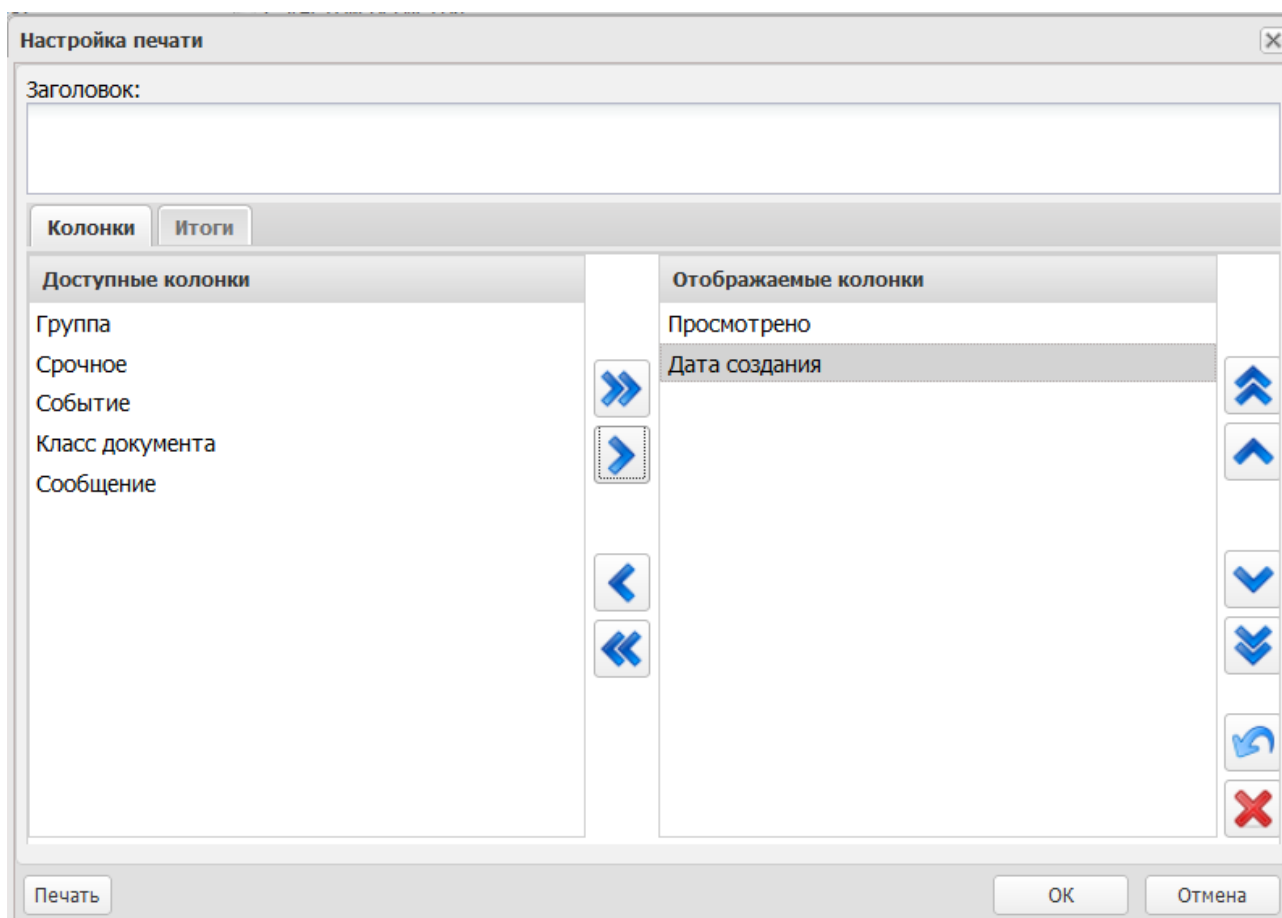 Настройка печати
Заголовок:
Колонки Итоги
Доступные колонки
Группа
Срочное
Событие
Класс документа
Сообщение
Отображаемые колонки
Просмотрено
Дата создания
Печать ОК Отмена